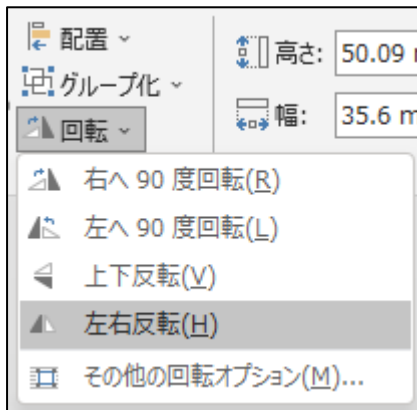 配置
グループ化
回転
高さ: 50.09 m
幅: 35.6 m
右へ 90 度回転(R)
左へ 90 度回転(L)
上下反転(V)
左右反転(H)
その他の回転オプション(M)...